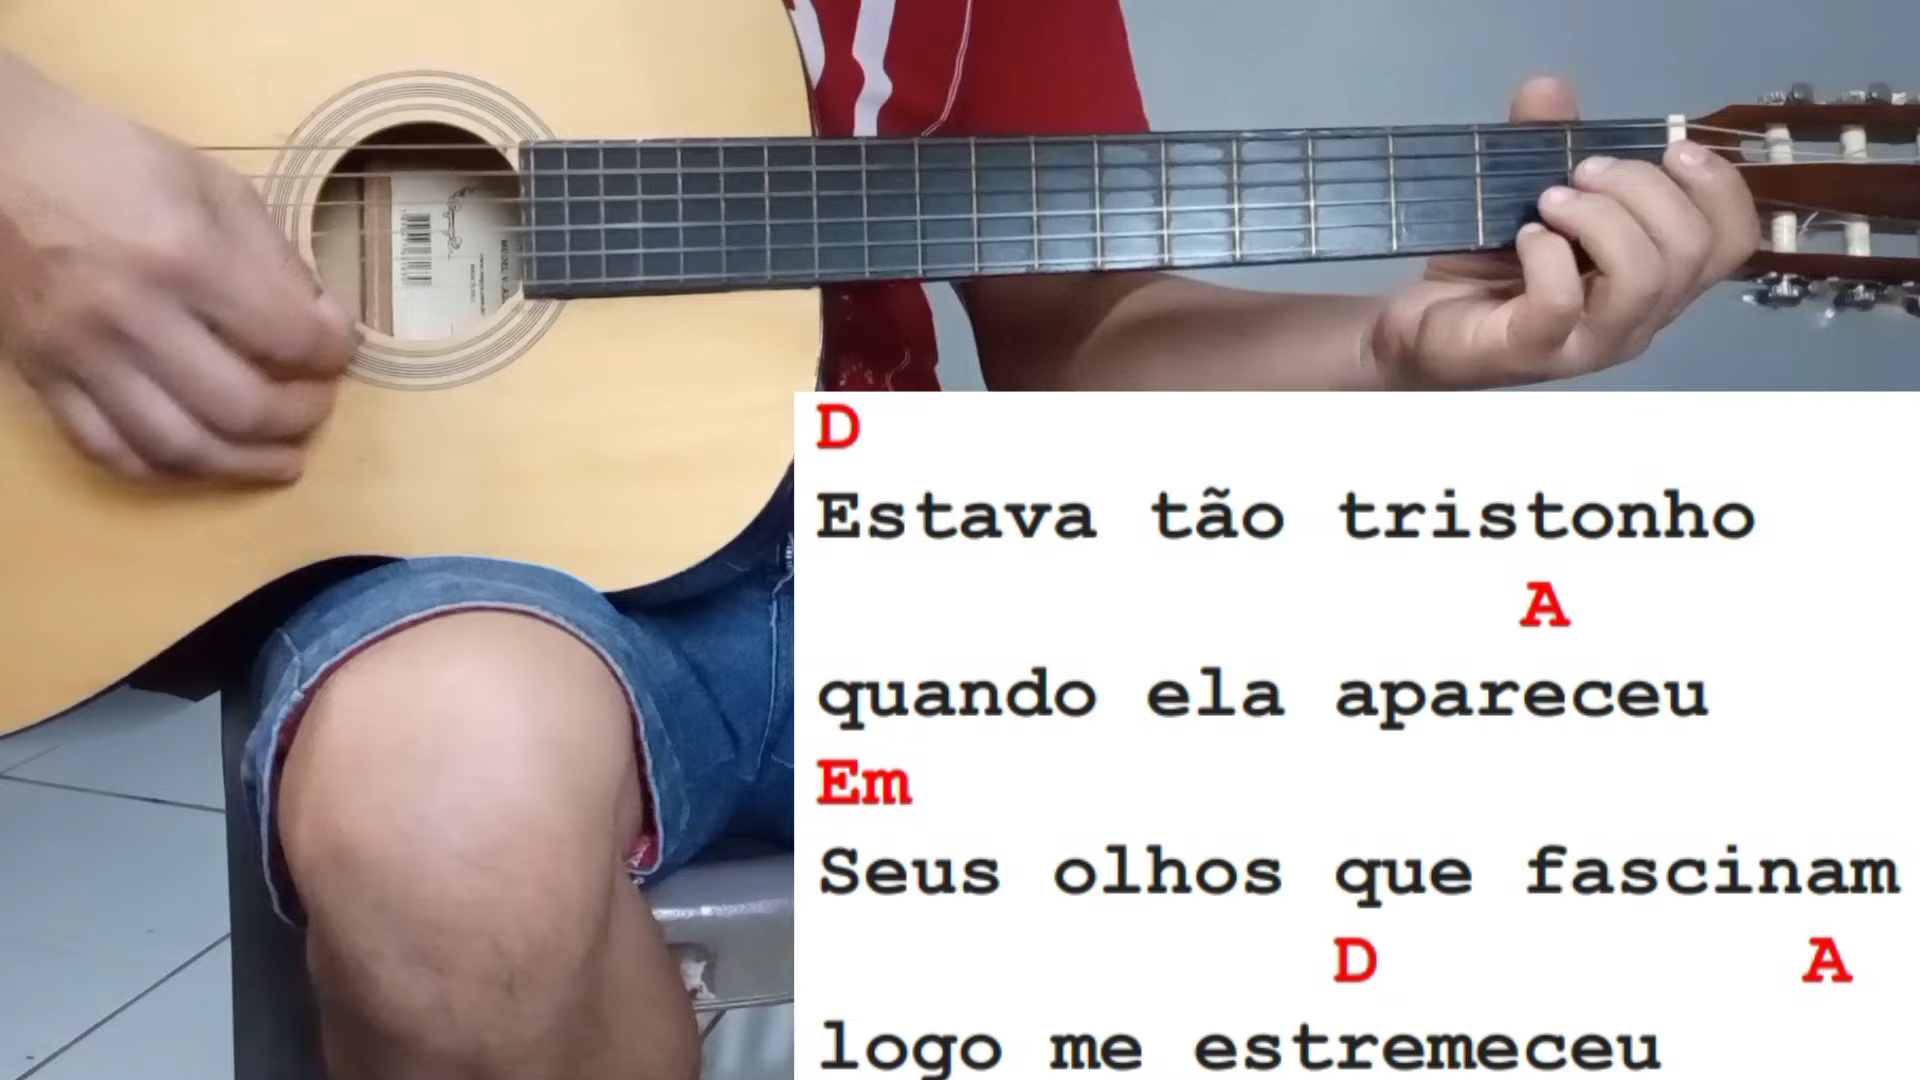 D
Estava tão tristonho
A
quando ela apareceu
Em
Seus olhos que fascinam
D A
logo me estremeceu